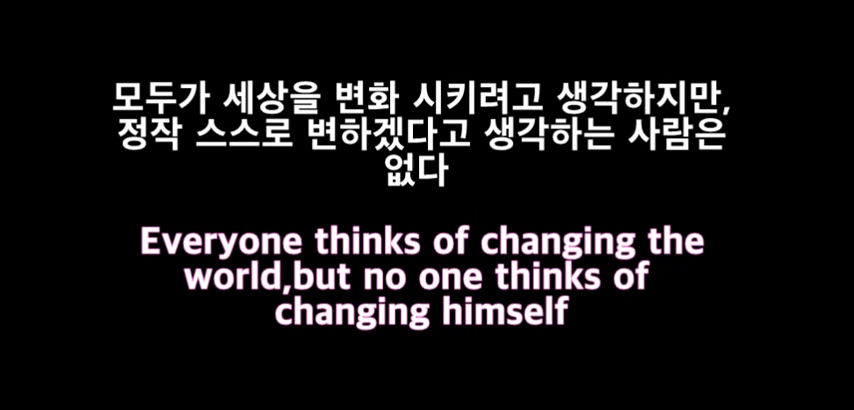 모두가 세상을 변화 시키려고 생각하지만,
정작 스스로 변하겠다고 생각하는 사람은
없다
Everyone thinks of changing the
world,but no one thinks of
changing himself